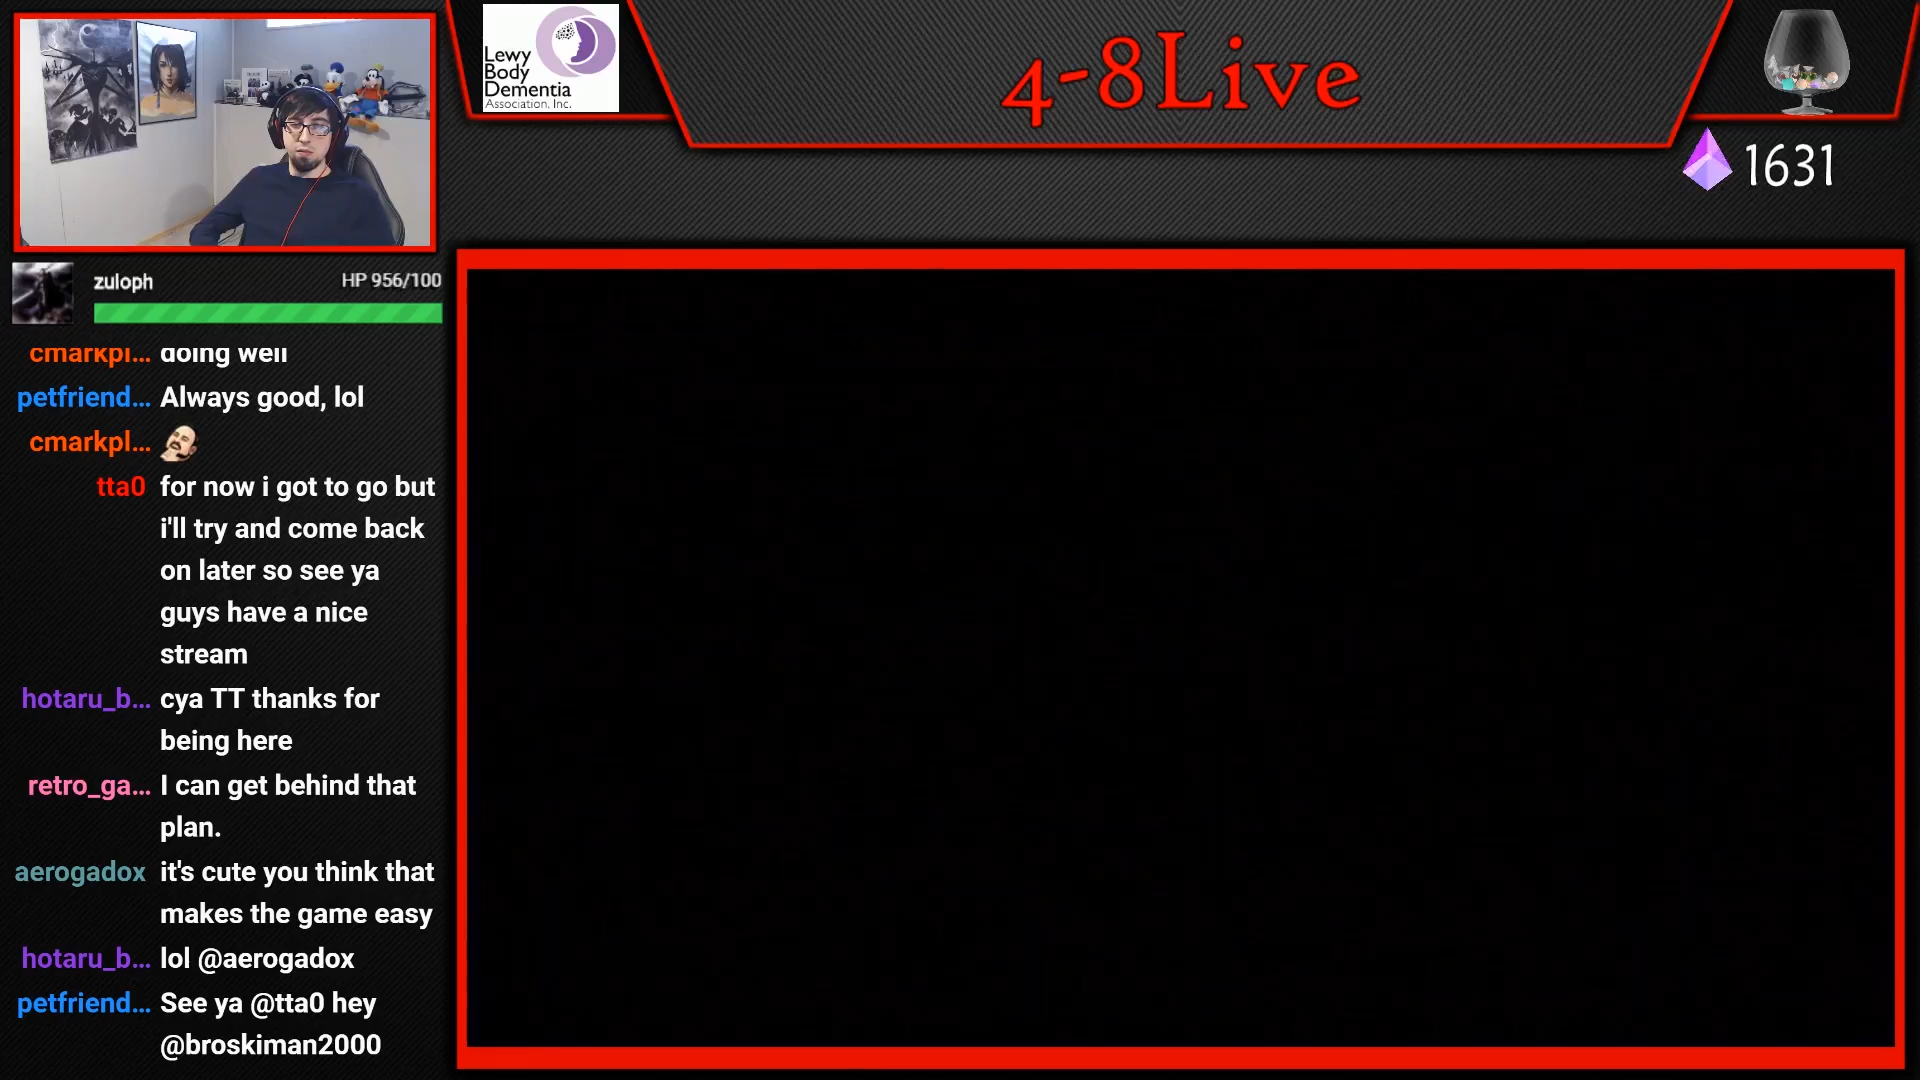 Lewy
Body
Dementia
Association, Inc.
4-8Live
1631
zuloph HP 956/100
cmarkpl... doing well
petfriend... Always good, lol
cmarkpl...
tta0 for now i got to go but
i'll try and come back
on later so see ya
guys have a nice
stream
hotaru_b... cya TT thanks for
being here
retro_ga... I can get behind that
plan.
aerogadox it's cute you think that
makes the game easy
hotaru_b... lol @aerogadox
petfriend... See ya @tta0 hey
@broskiman2000